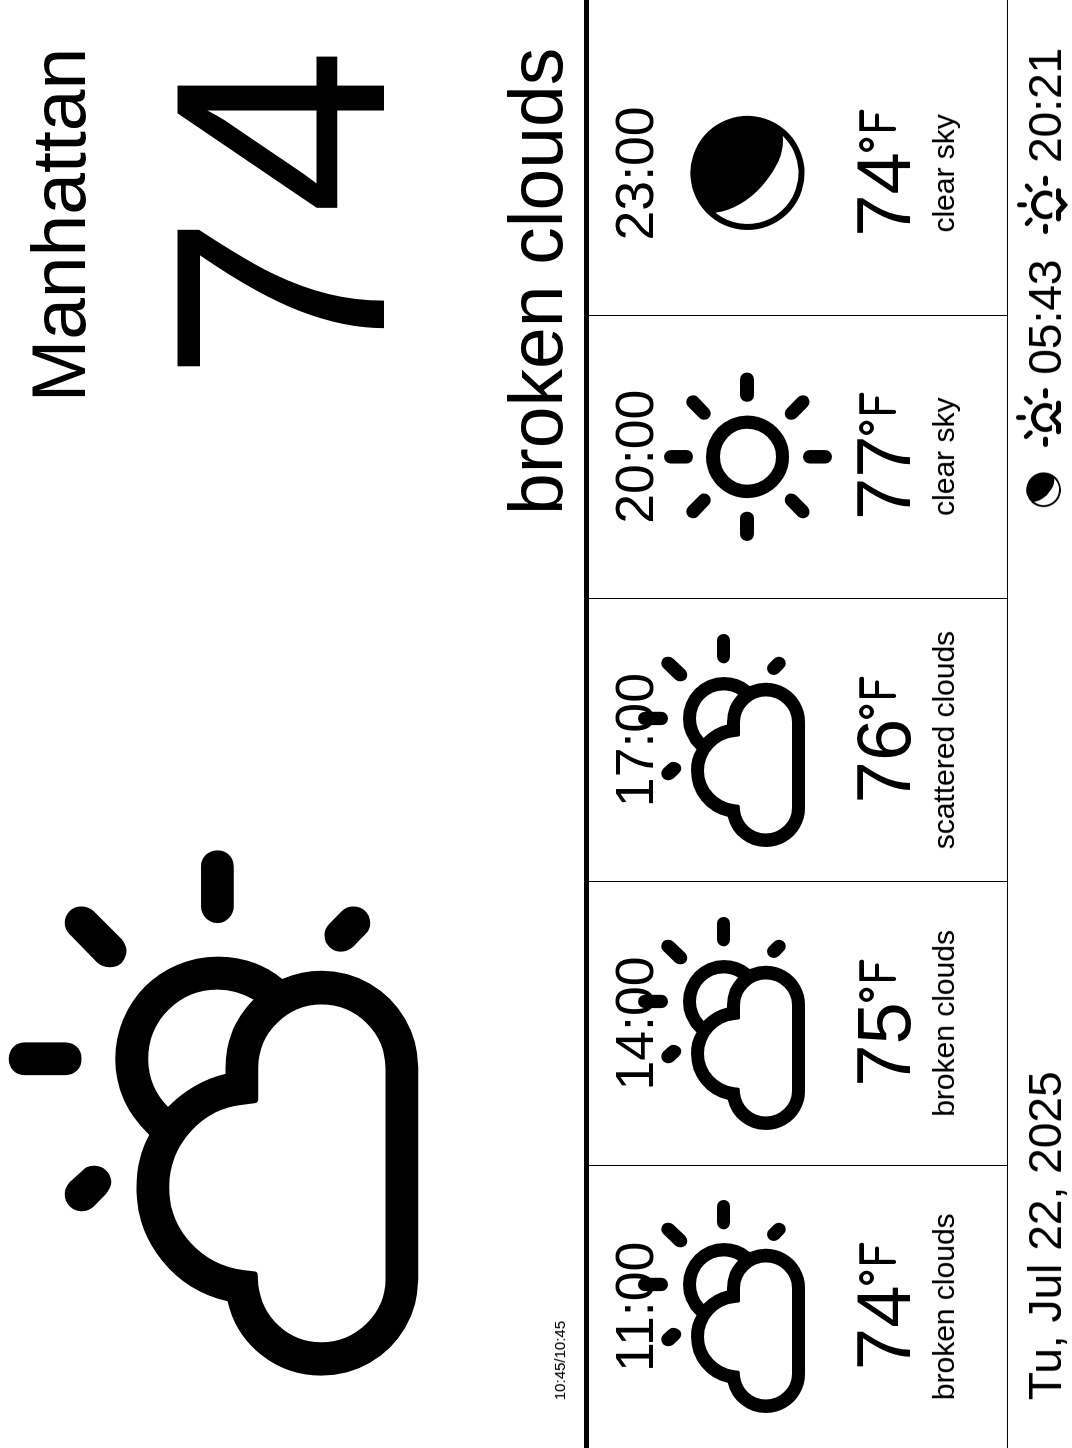 Manhattan
74
broken clouds
10:45/10:45
11:00
74°F
broken clouds
14:00
75°F
broken clouds
17:00
76°F
scattered clouds
20:00
77°F
clear sky
23:00
74°F
clear sky
Tu, Jul 22, 2025
05:43
20:21